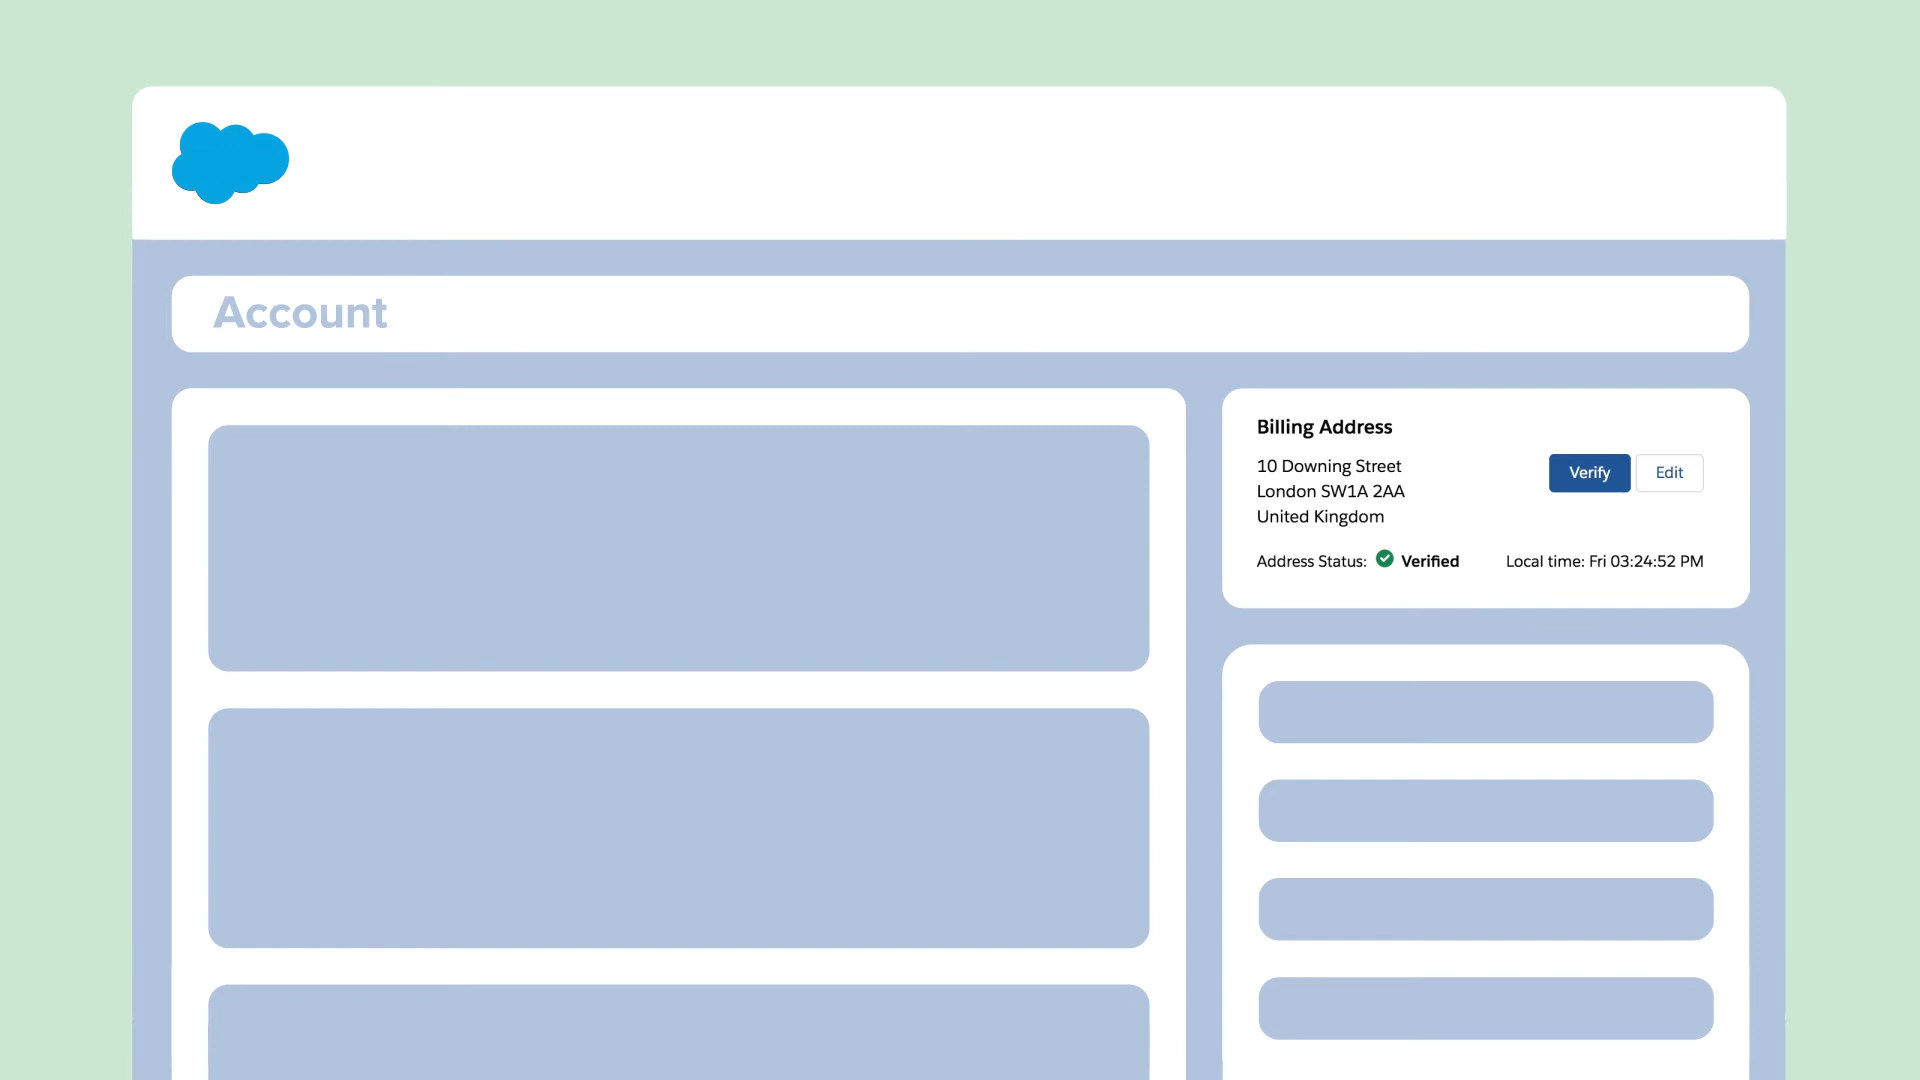 Account
Billing Address
10 Downing Street
London SW1A 2AA
United Kingdom
Verify
Edit
Address Status: Verified
Local time: Fri 03:24:52 PM